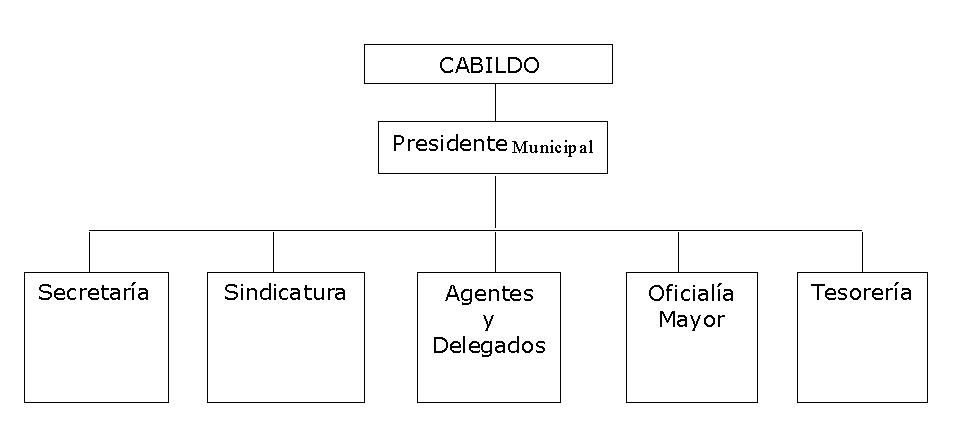 CABILDO
Presidente Municipal
Secretaría
Sindicatura
Agentes
y
Delegados
Oficialía
Mayor
Tesorería